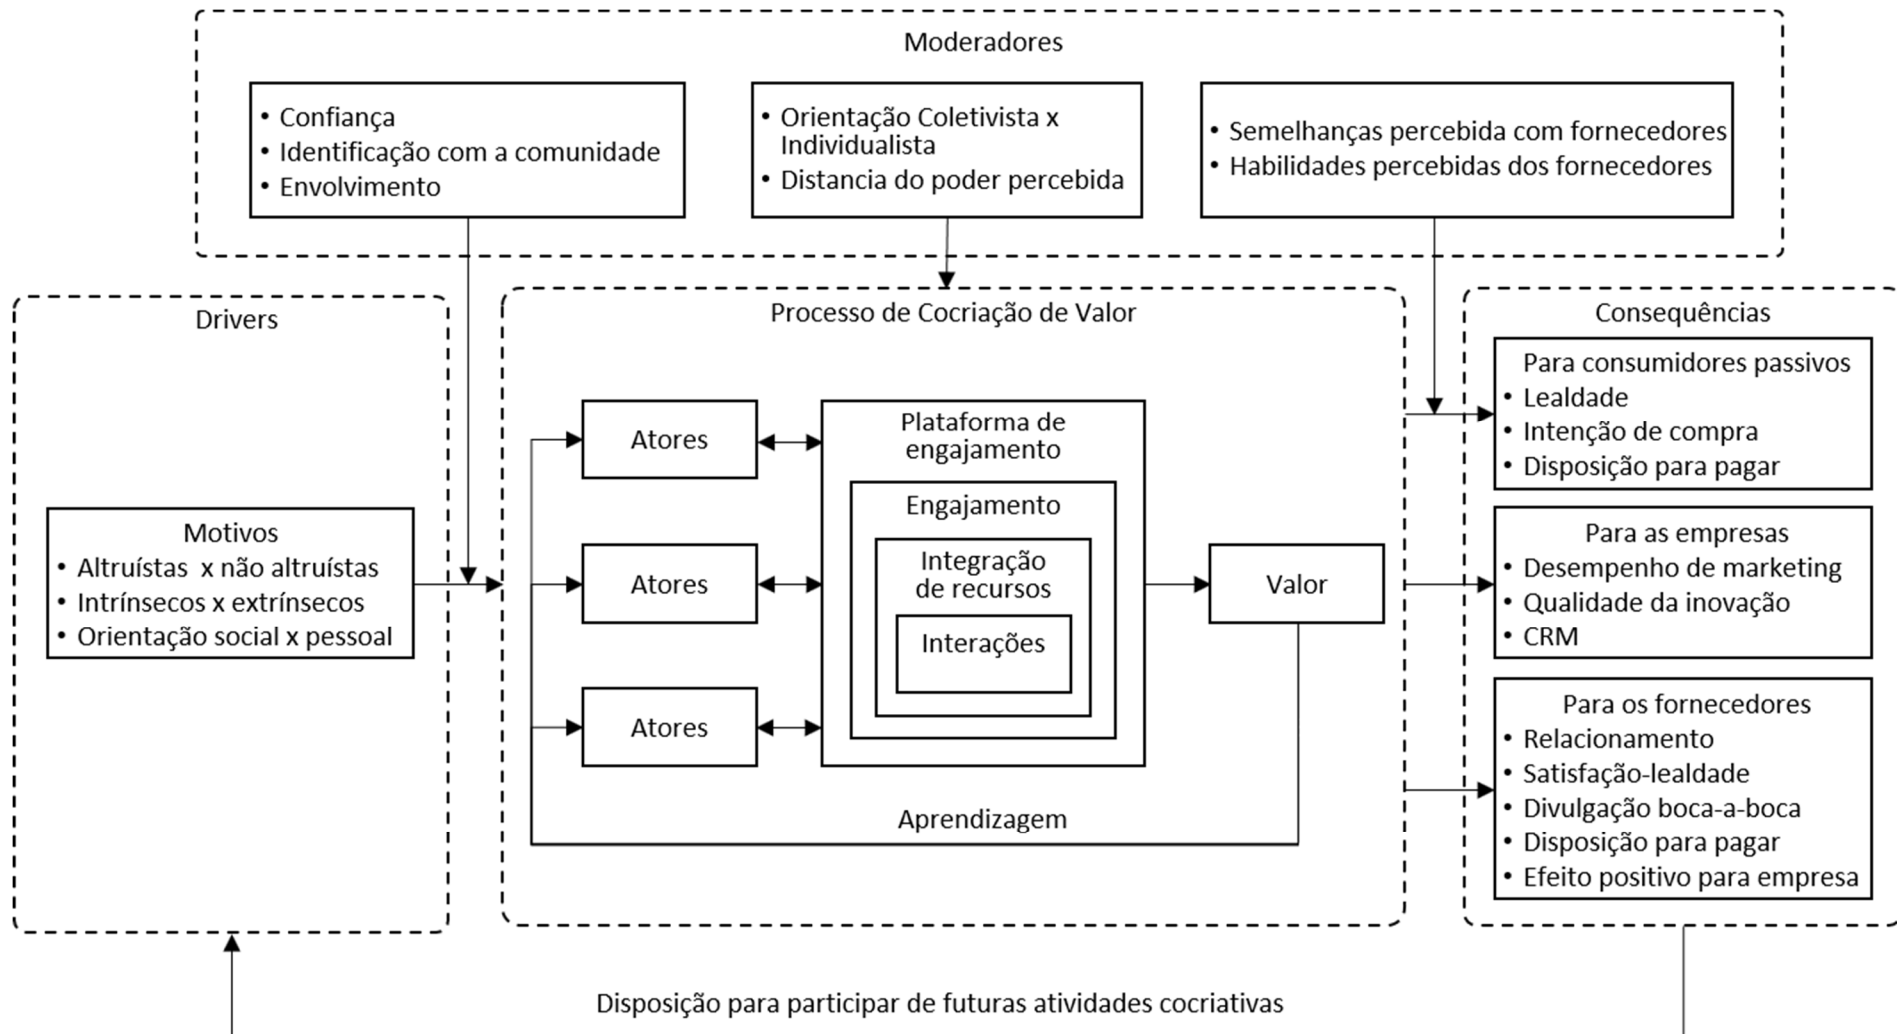 Moderadores
• Confiança
• Identificação com a comunidade
• Envolvimento
• Orientação Coletivista x
Individualista
• Distancia do poder percebida
• Semelhanças percebida com fornecedores
• Habilidades percebidas dos fornecedores
Drivers
Motivos
• Altruístas x não altruístas
• Intrínsecos x extrínsecos
• Orientação social x pessoal
Processo de Cocriação de Valor
Atores
Atores
Atores
Plataforma de
engajamento
Engajamento
Integração
de recursos
Interações
Valor
Aprendizagem
Consequências
Para consumidores passivos
• Lealdade
• Intenção de compra
• Disposição para pagar
Para as empresas
• Desempenho de marketing
• Qualidade da inovação
• CRM
Para os fornecedores
• Relacionamento
• Satisfação-lealdade
• Divulgação boca-a-boca
• Disposição para pagar
• Efeito positivo para empresa
Disposição para participar de futuras atividades cocriativas